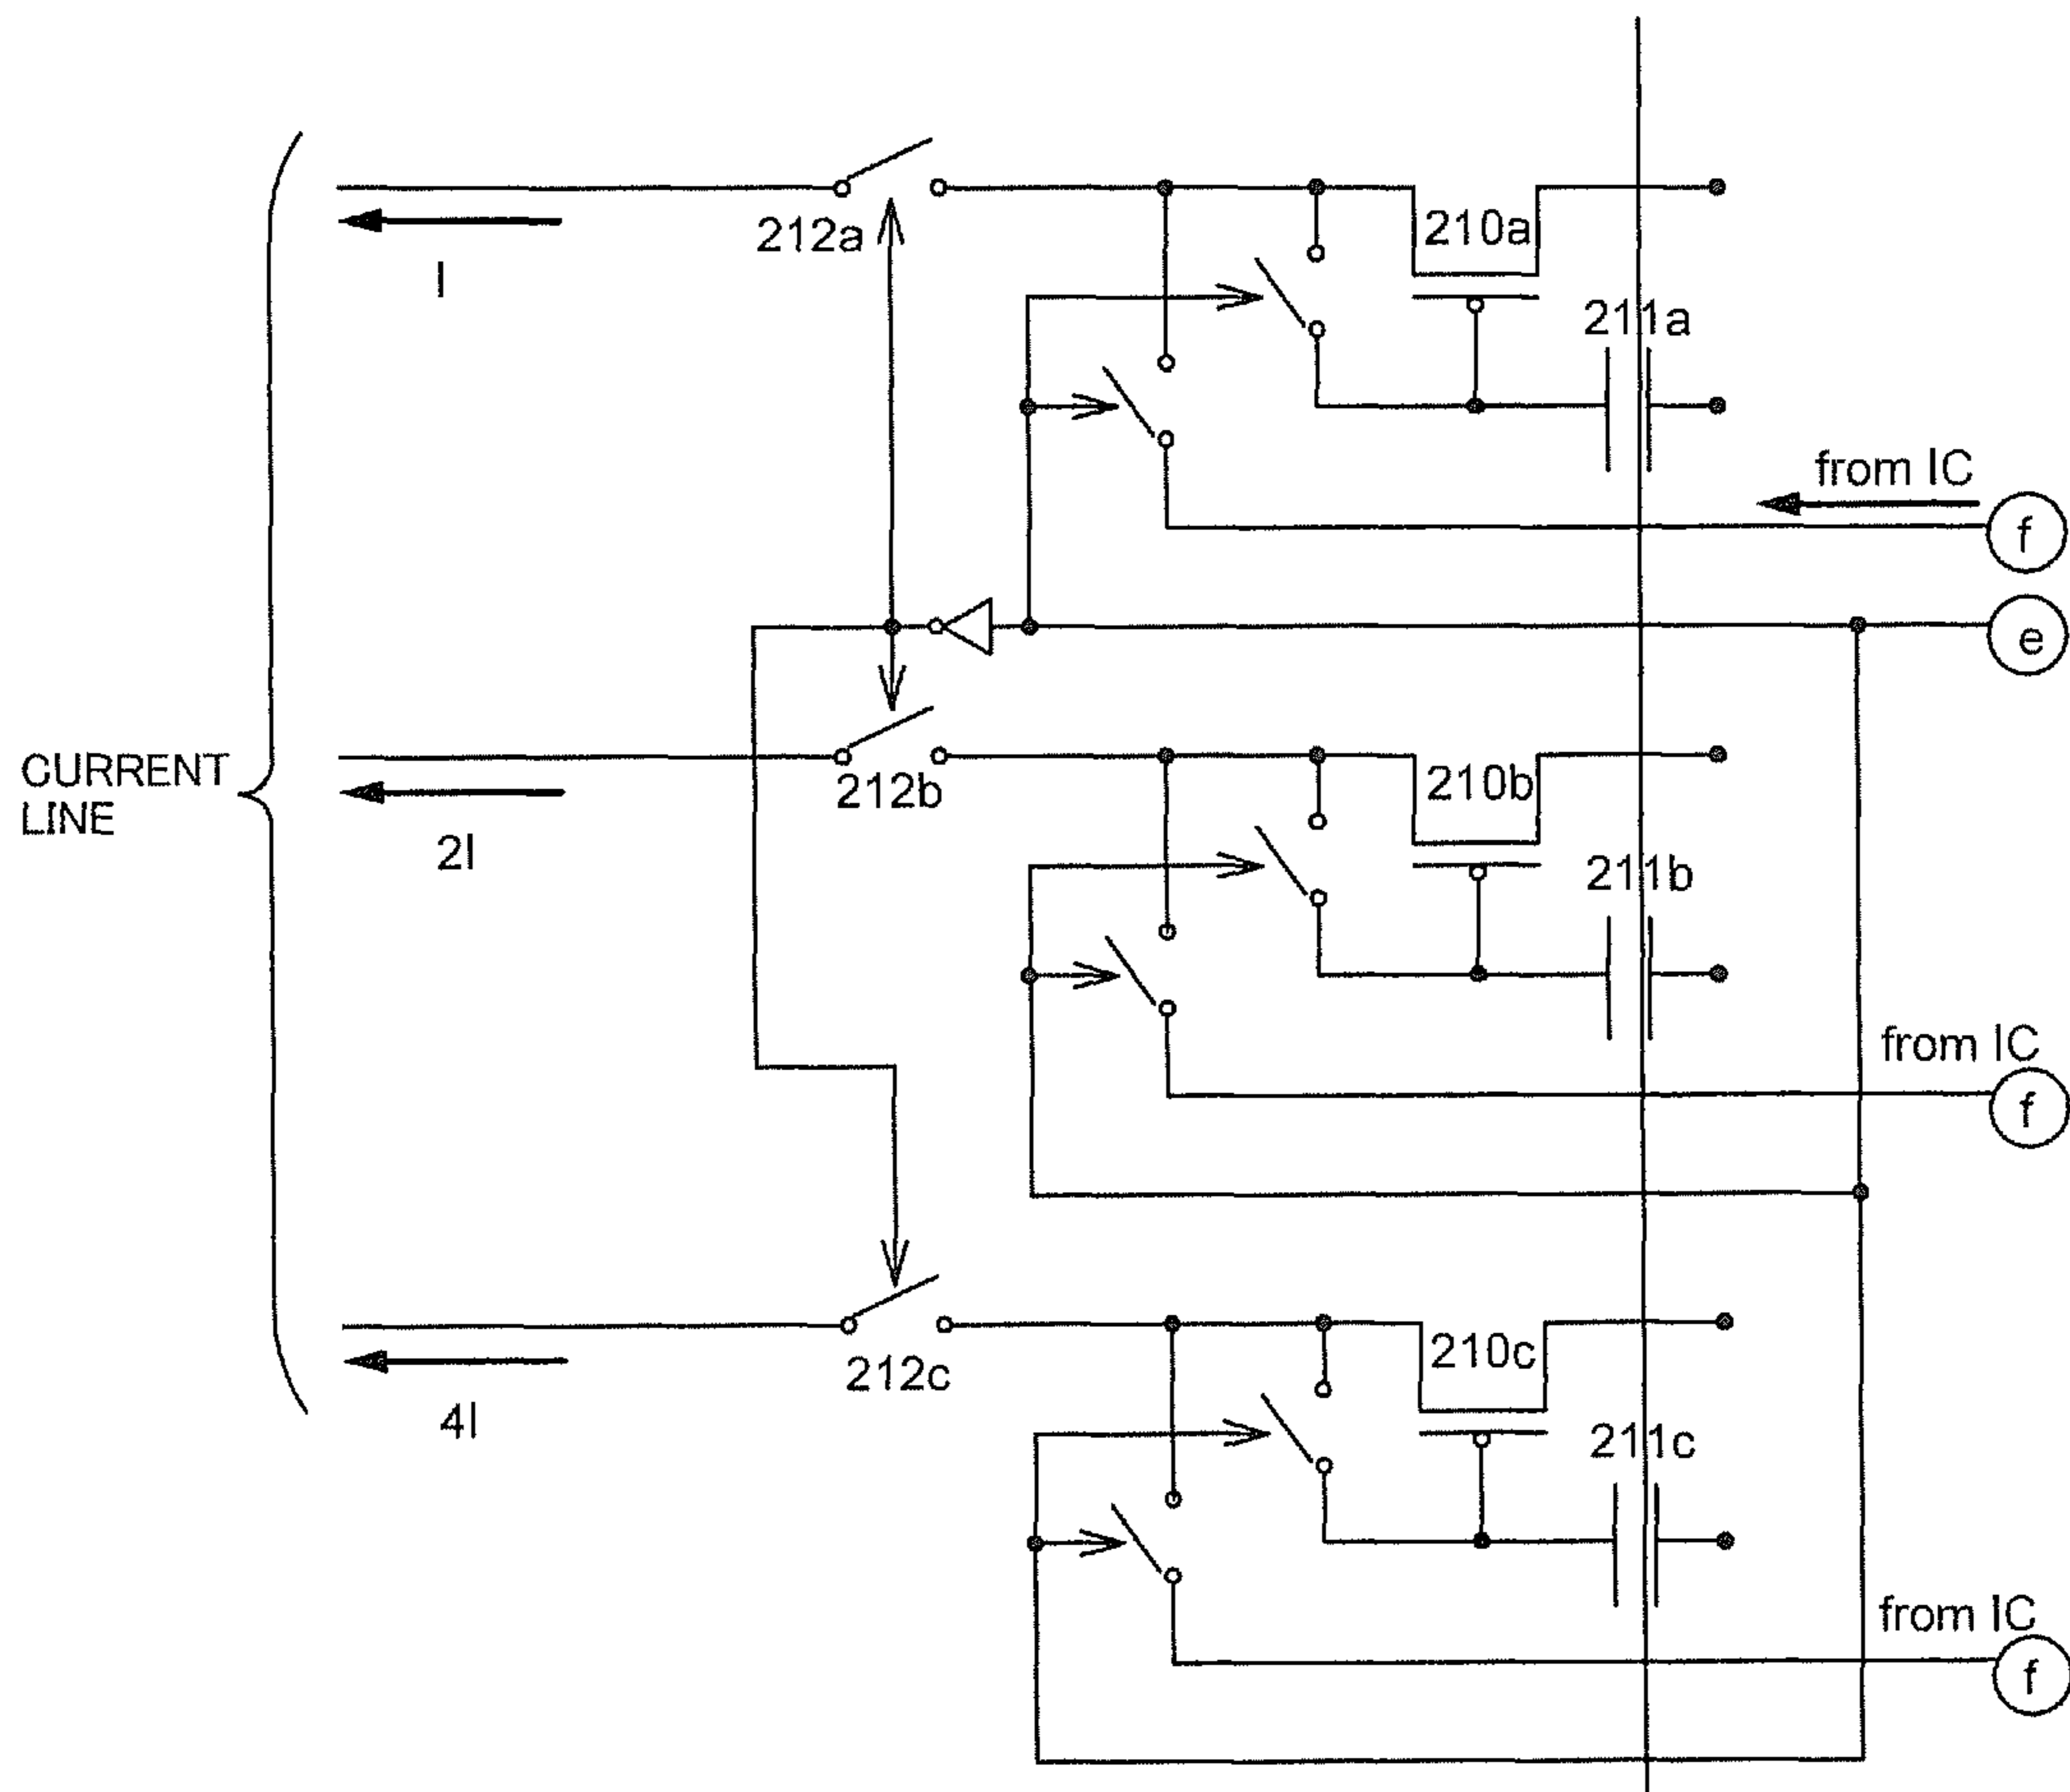 212a
210a
I
211a
from IC
f
e
CURRENT
LINE
212b
210b
2I
211b
from IC
f
212c
210c
4I
211c
from IC
f